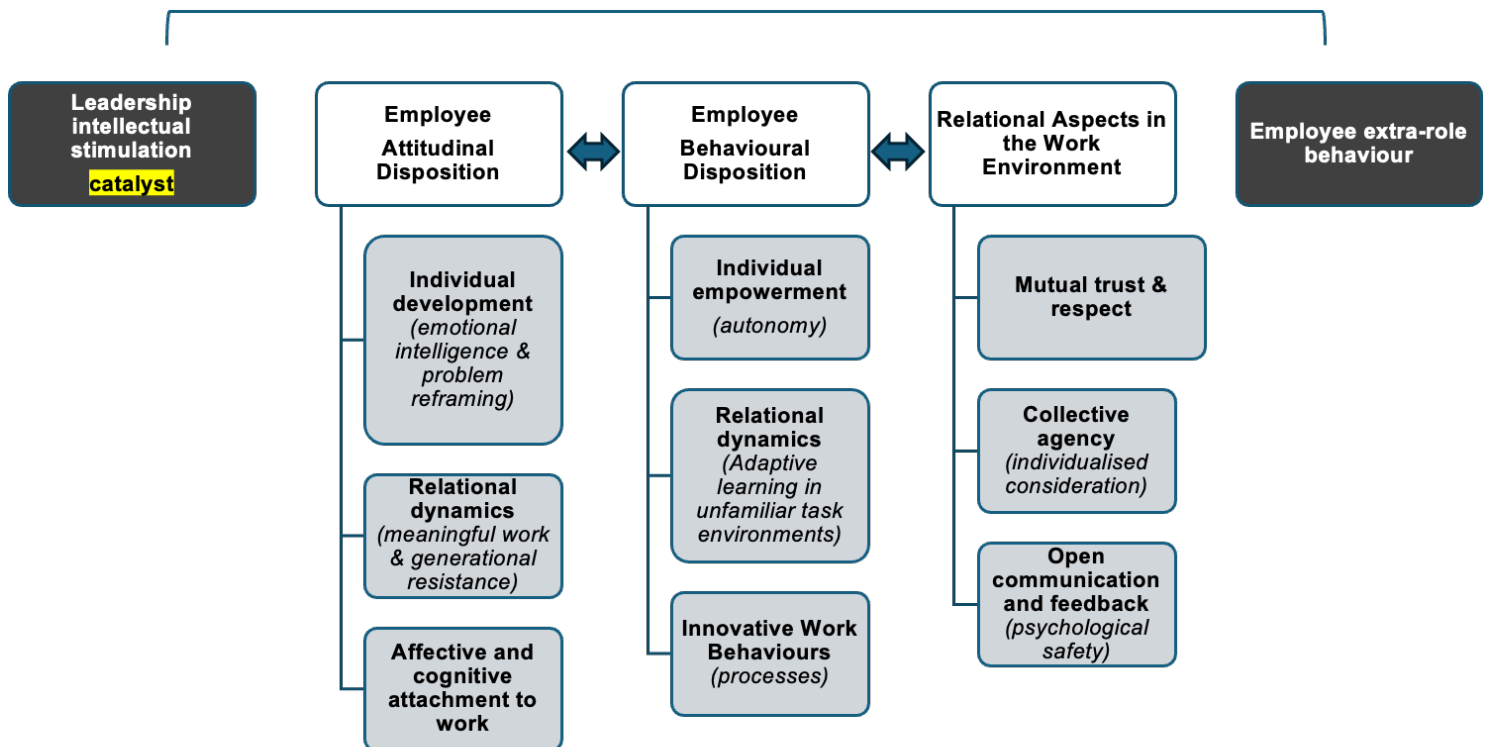 Leadership
intellectual
stimulation
catalyst
Employee
Attitudinal
Disposition
Employee
Behavioural
Disposition
Relational Aspects in
the Work
Environment
Employee extra-role
behaviour
Individual
development
(emotional
intelligence &
problem
reframing)
Relational
dynamics
(meaningful work
& generational
resistance)
Affective and
cognitive
attachment to
work
Individual
empowerment
(autonomy)
Relational
dynamics
(Adaptive
learning in
unfamiliar task
environments)
Innovative Work
Behaviours
(processes)
Mutual trust &
respect
Collective
agency
(individualised
consideration)
Open
communication
and feedback
(psychological
safety)